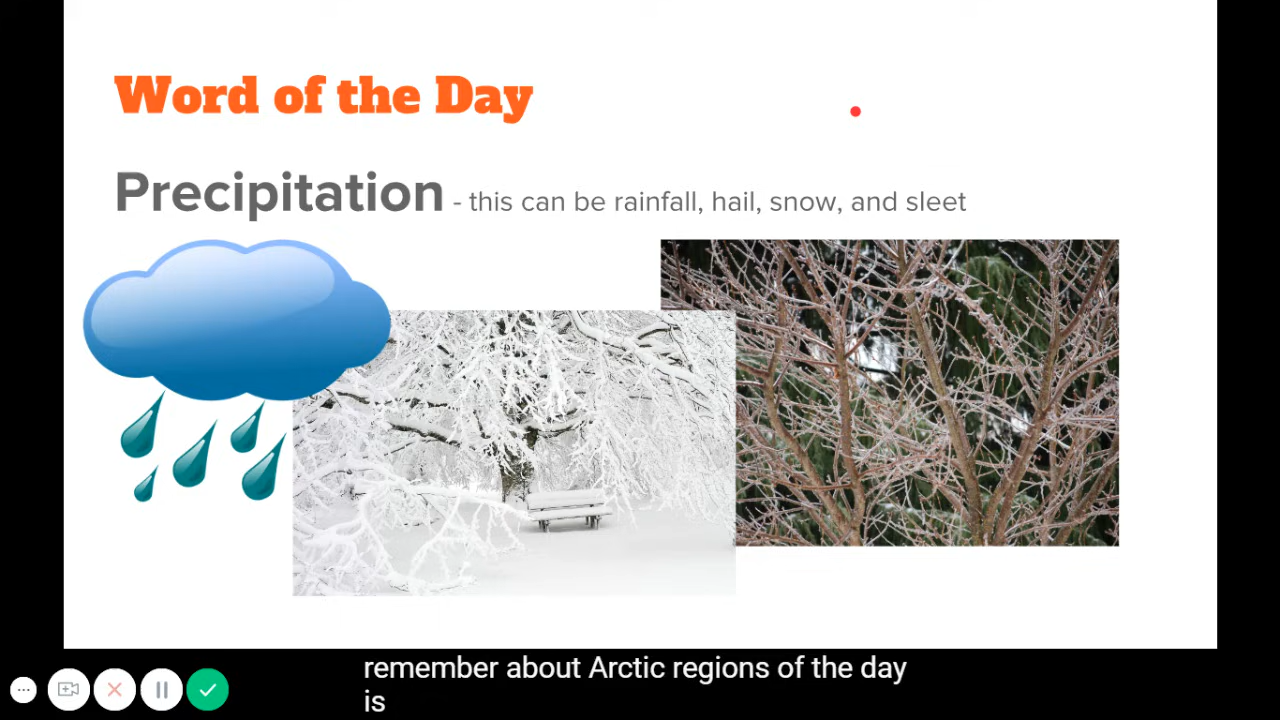 Word of the Day
Precipitation - this can be rainfall, hail, snow, and sleet
remember about Arctic regions of the day
is